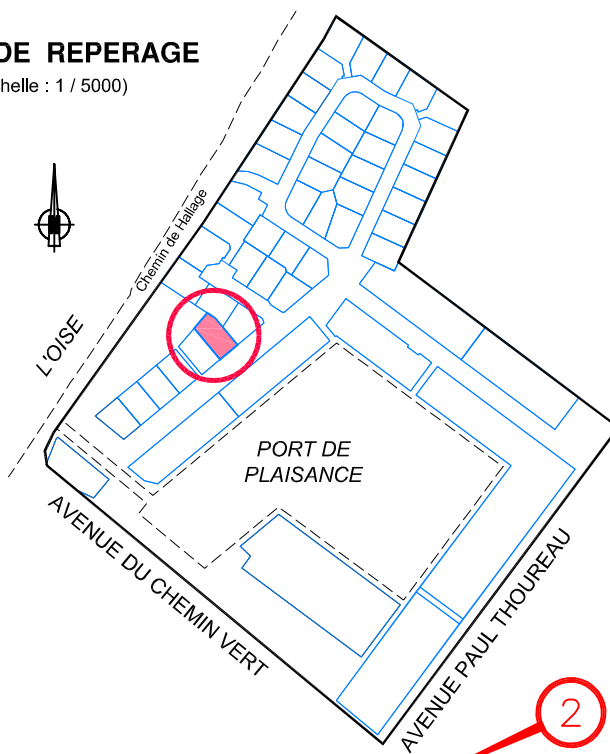 DE REPERAGE
helle : 1 / 5000)
Chemin de Hallage
L'OISE
PORT DE
PLAISANCE
AVENUE DU CHEMIN VERT
AVENUE PAUL THOUREAU
2